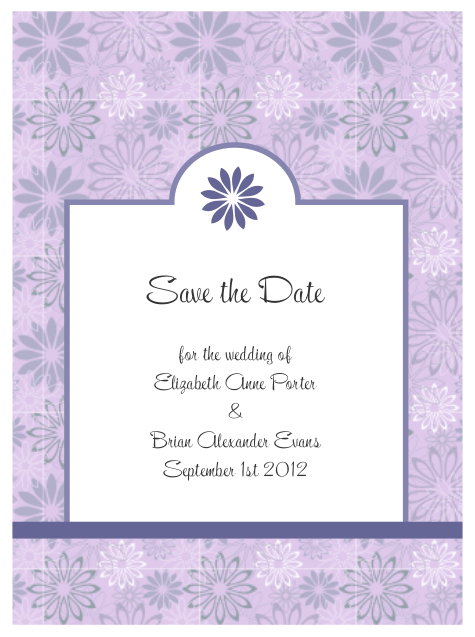 Save the Date
for the wedding of
Elizabeth Anne Porter
&
Brian Alexander Evans
September 1st 2012